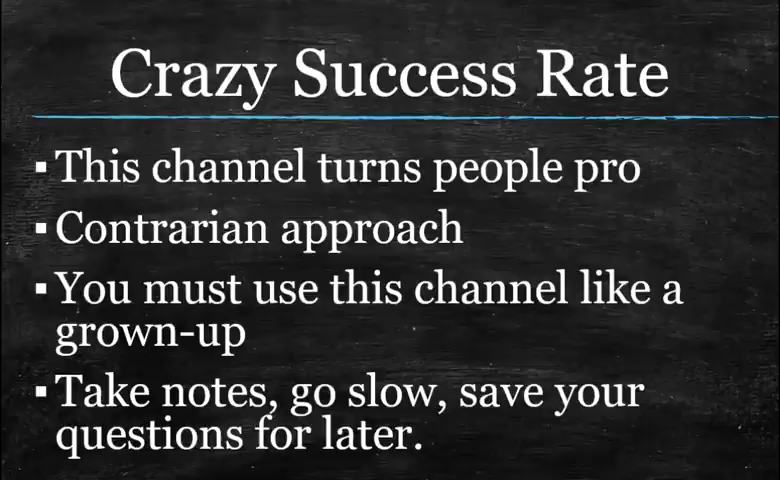 Crazy Success Rate
▪ This channel turns people pro
▪ Contrarian approach
▪ You must use this channel like a
grown-up
▪ Take notes, go slow, save your
questions for later.